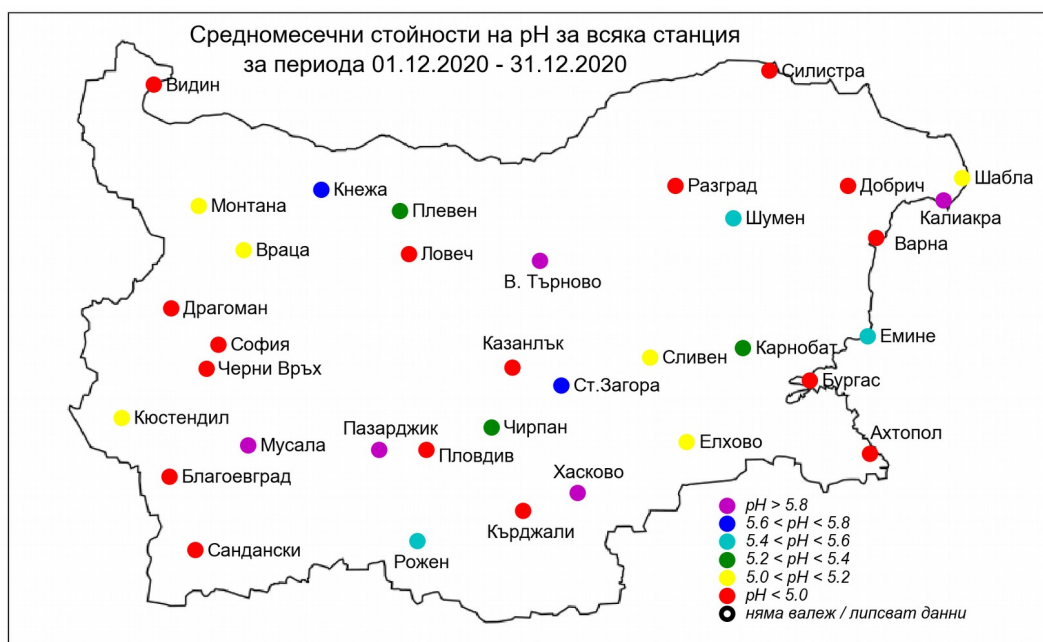 Средномесечни стойности на pH за всяка станция
за периода 01.12.2020 - 31.12.2020
Силистра
Видин
Шабла
Кнежа
Разград
Добрич
Монтана
Плевен
Калиакра
Шумен
Варна
Враца
Ловеч
В. Търново
Драгоман
Емине
София
Казанлък
Карнобат
Сливен
Черни Връх
Ст.Загора
Бургас
Кюстендил
Пазарджик
Чирпан
Ахтопол
Мусала
Пловдив
Елхово
Хасково
Благоевград
Кърджали
Сандански
Рожен
pH > 5.8
5.6 < pH < 5.8
5.4 < pH < 5.6
5.2 < pH < 5.4
5.0 < pH < 5.2
pH < 5.0
няма валеж / липсват данни